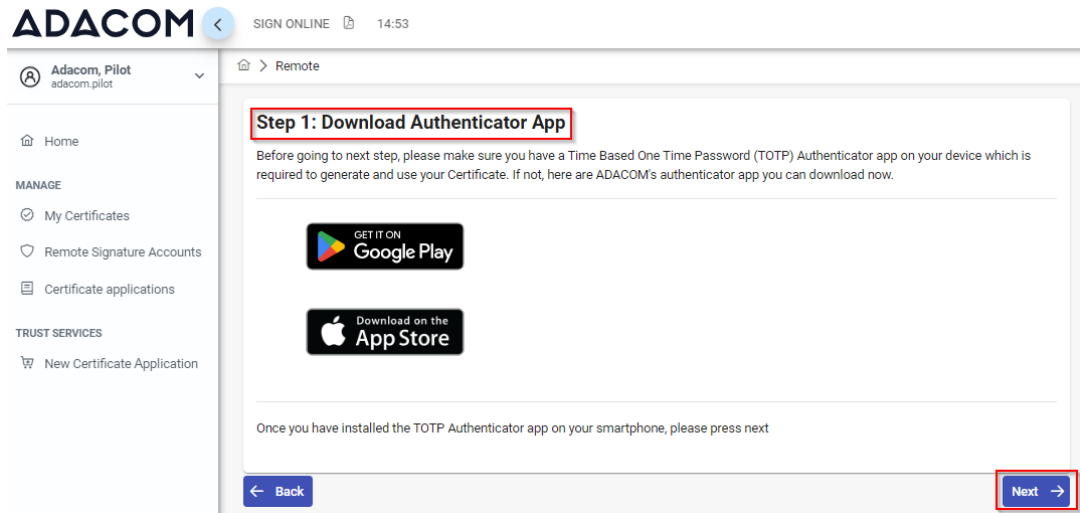 ADACOM
SIGN ONLINE 14:53
Adacom, Pilot
adacom.pilot
Home
MANAGE
My Certificates
Remote Signature Accounts
Certificate applications
TRUST SERVICES
New Certificate Application
> Remote
Step 1: Download Authenticator App
Before going to next step, please make sure you have a Time Based One Time Password (TOTP) Authenticator app on your device which is
required to generate and use your Certificate. If not, here are ADACOM's authenticator app you can download now.
GET IT ON
Google Play
Download on the
App Store
Once you have installed the TOTP Authenticator app on your smartphone, please press next
Back
Next